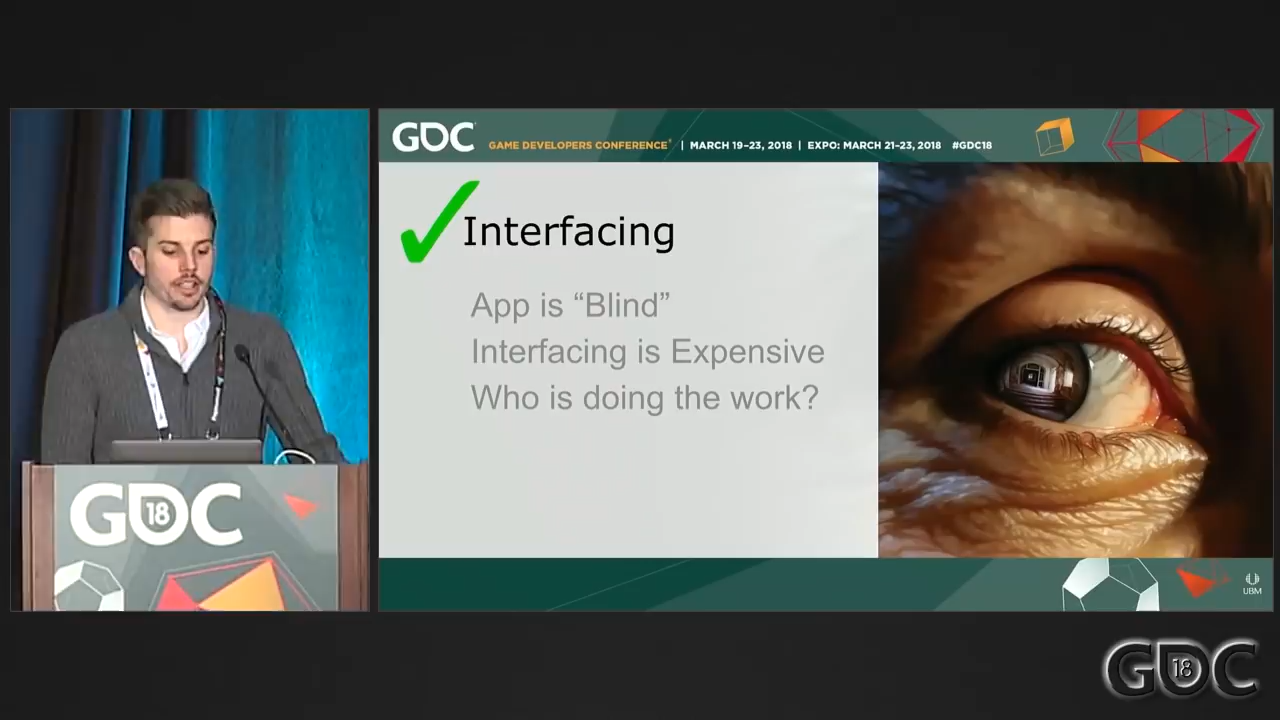 GDC GAME DEVELOPERS CONFERENCE® | MARCH 19–23, 2018 | EXPO: MARCH 21–23, 2018 #GDC18
Interfacing
App is “Blind”
Interfacing is Expensive
Who is doing the work?
GDC
18
UBM
GDC
18